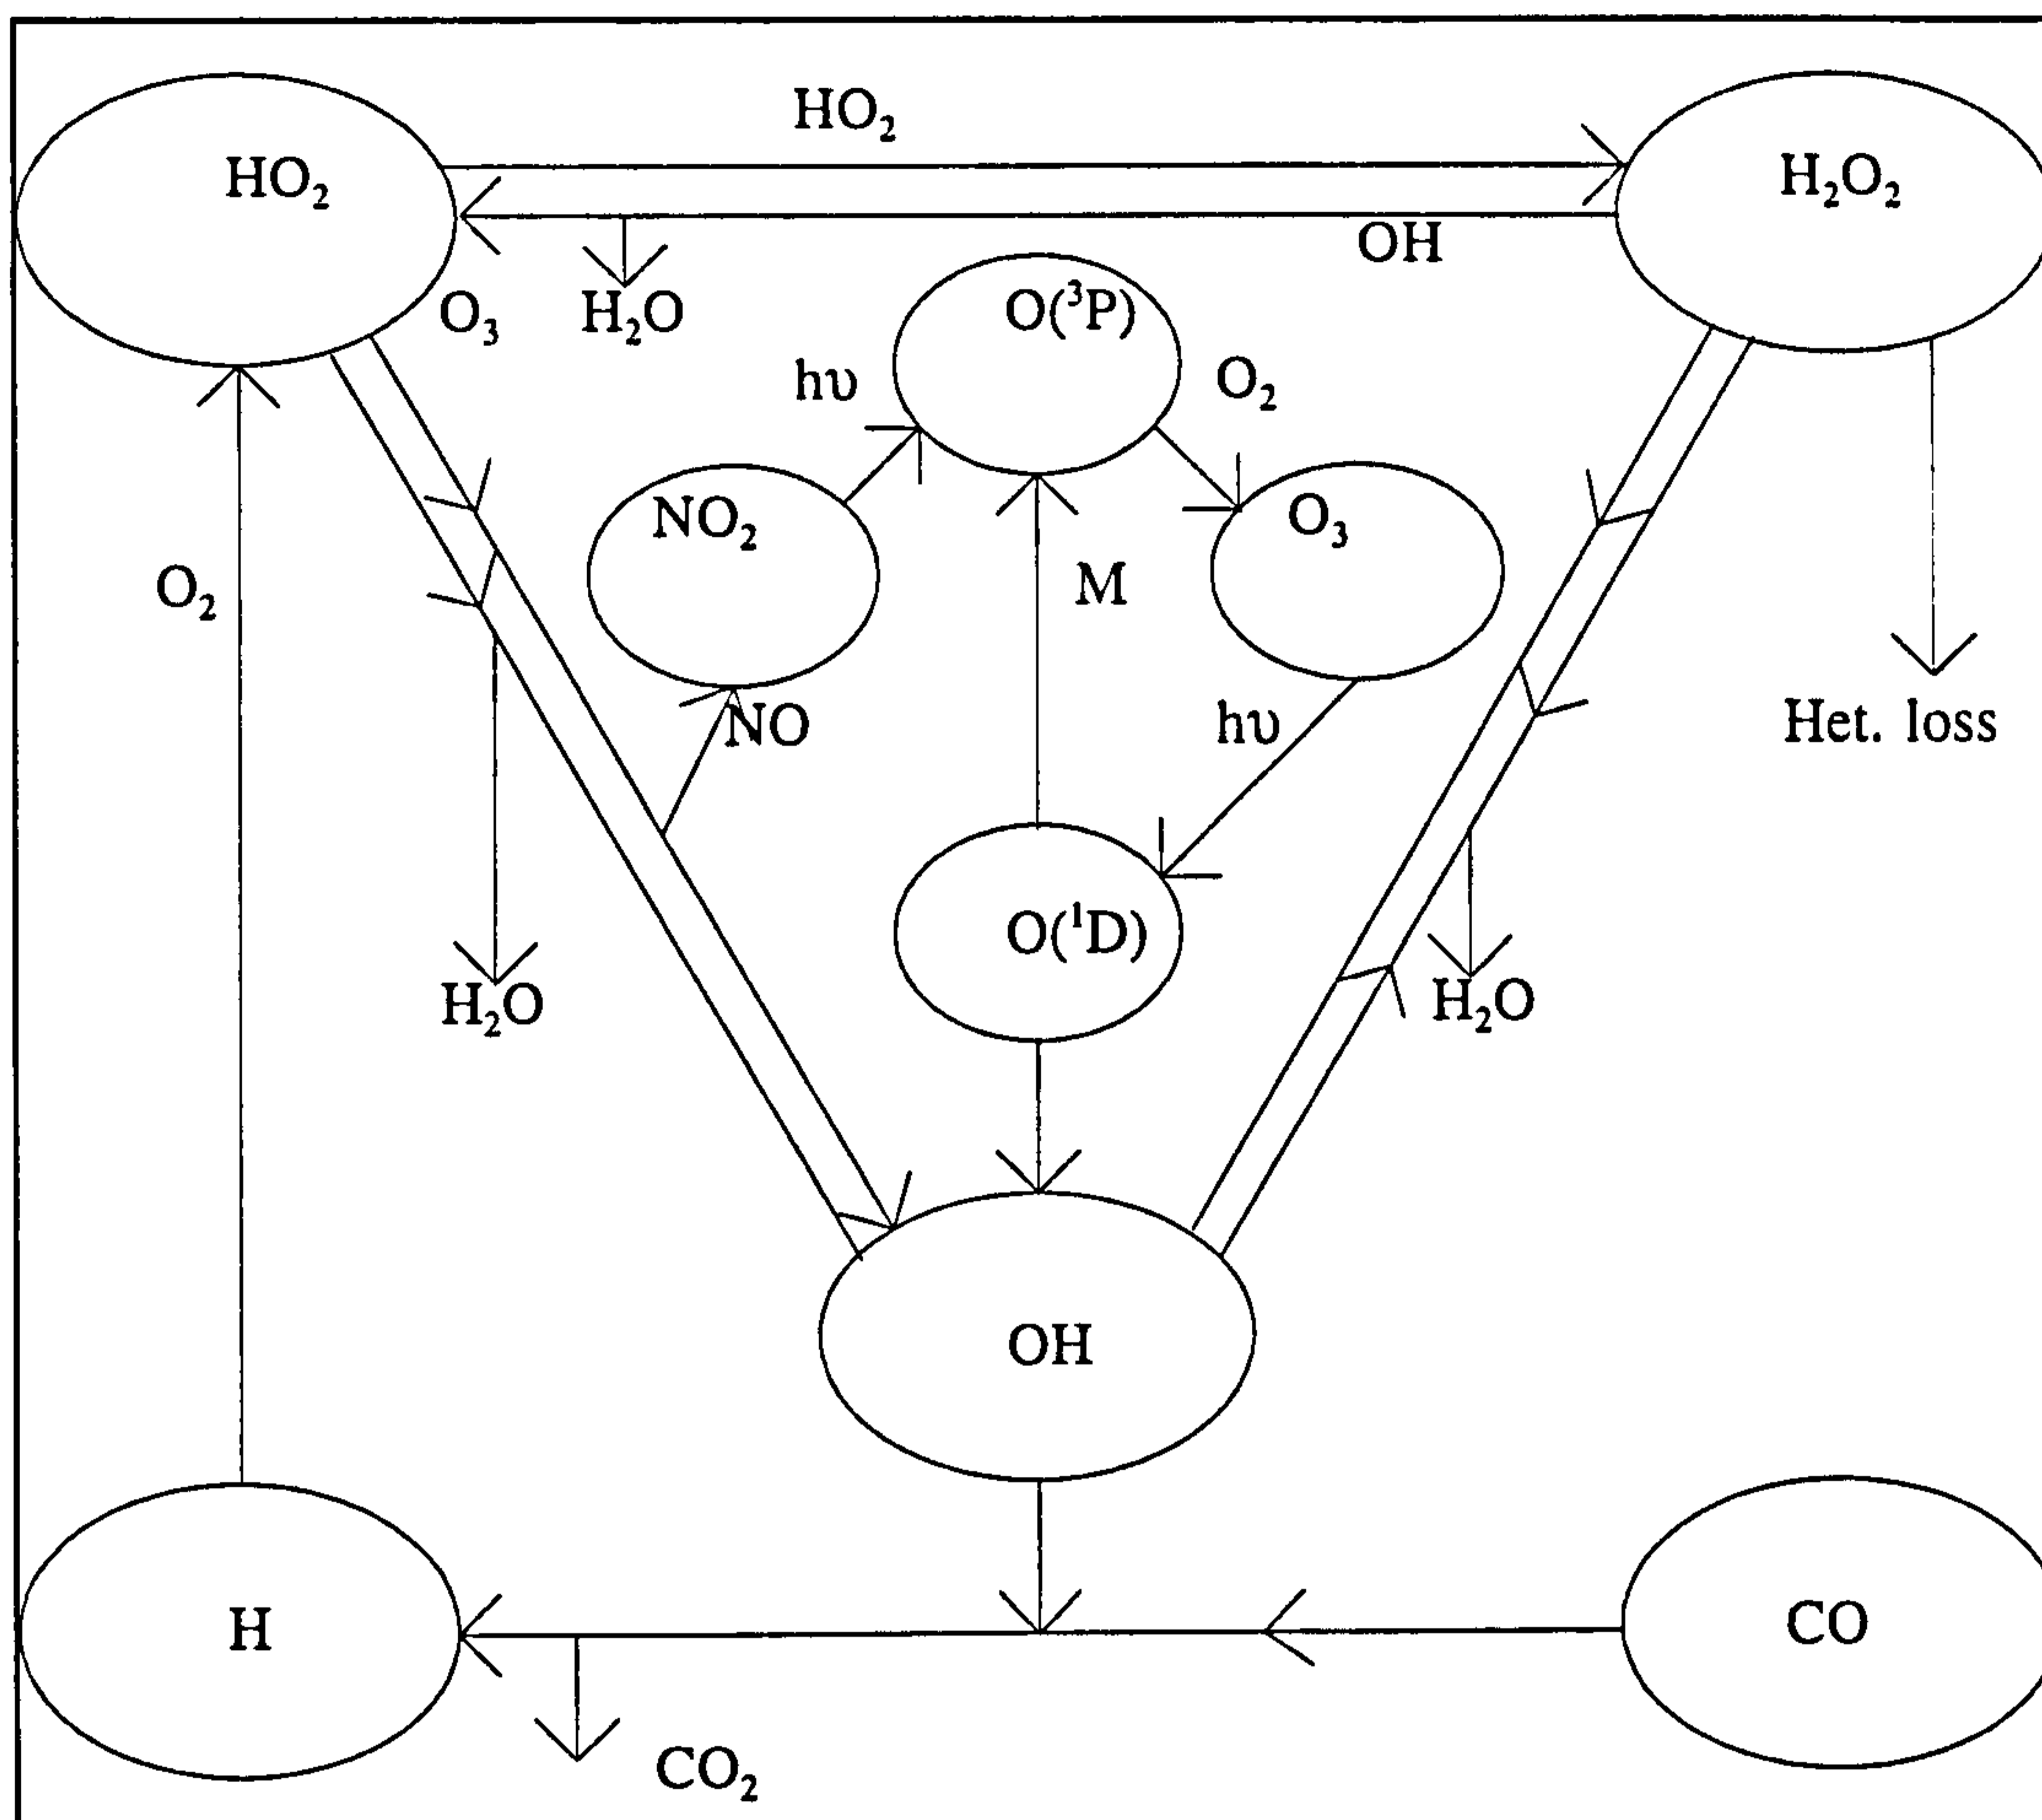 HO₂
HO₂
H₂O₂
OH
O₃
H₂O
O(³P)
hυ
O₂
NO₂
O₃
O₂
M
NO
hυ
Het. loss
O(¹D)
H₂O
H₂O
OH
H
CO
CO₂